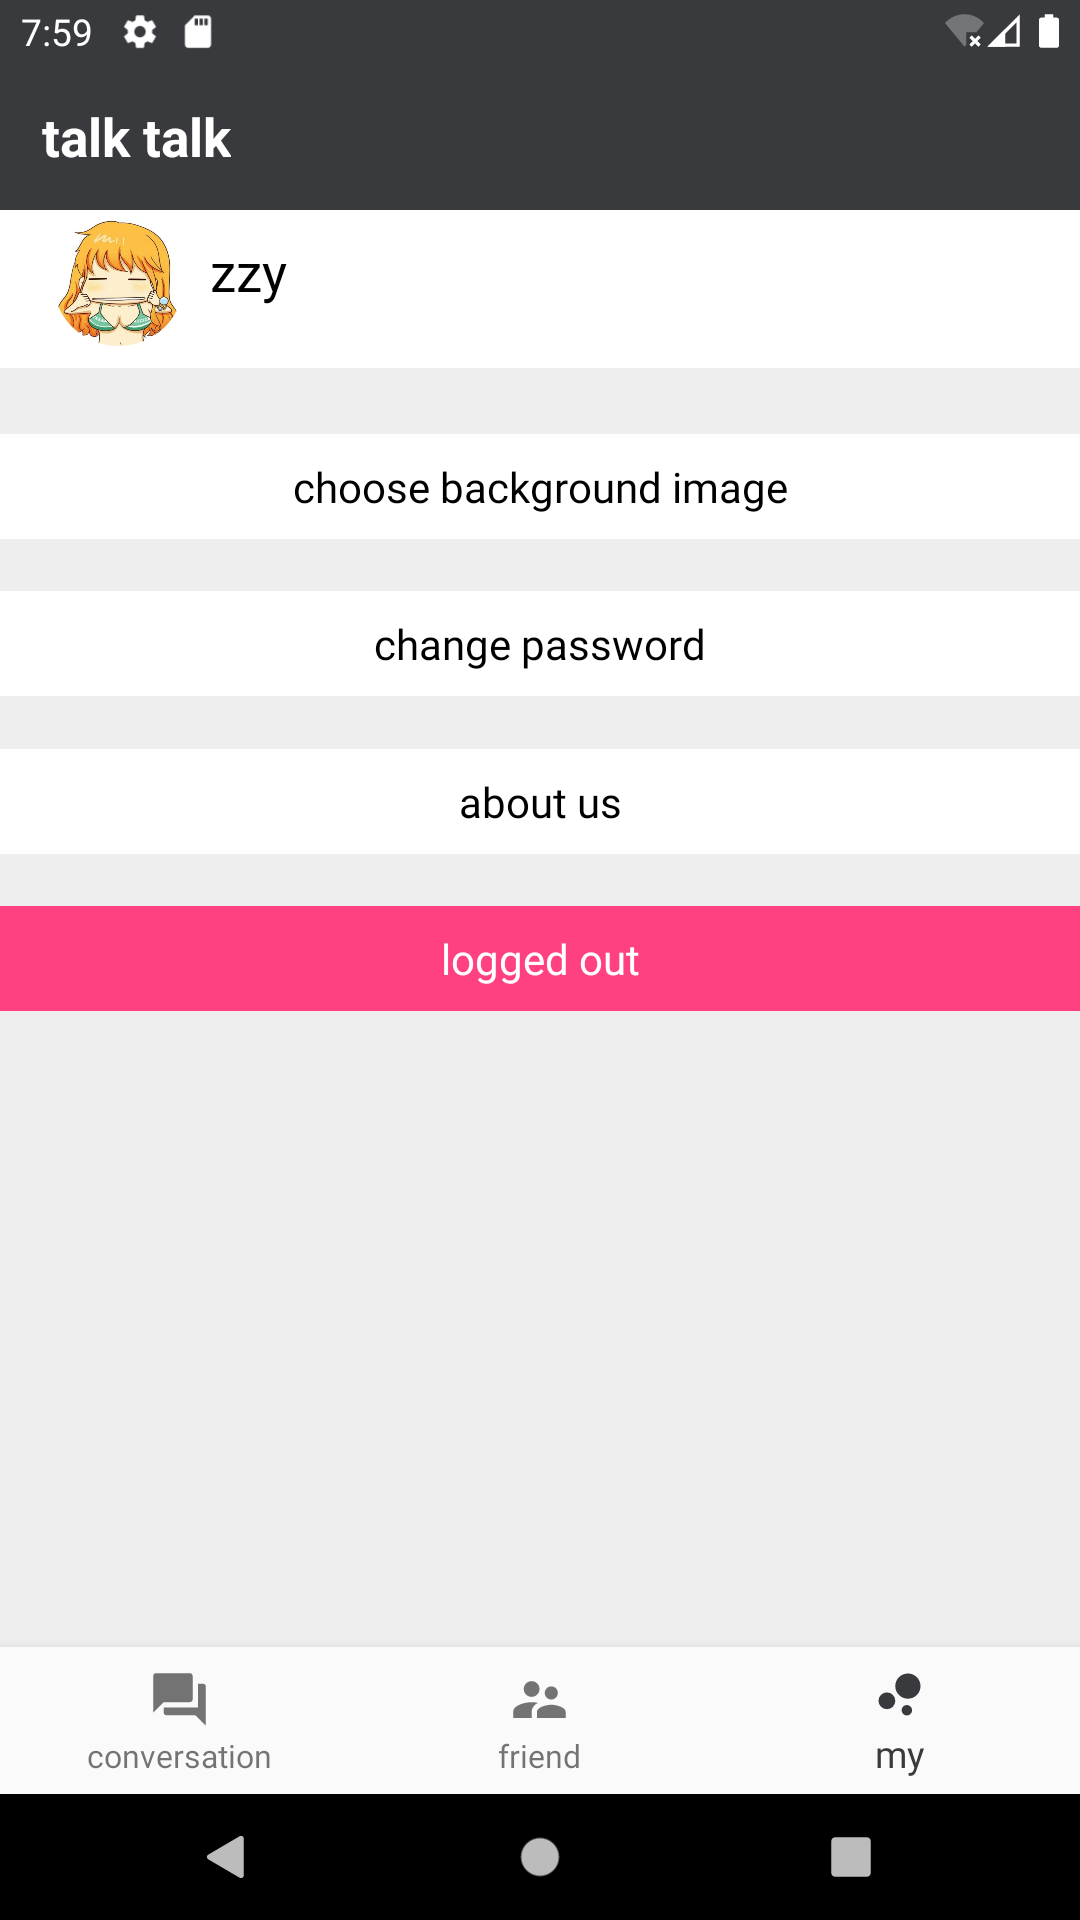 7:59
talk talk
zzy
choose background image
change password
about us
logged out
conversation
friend
my